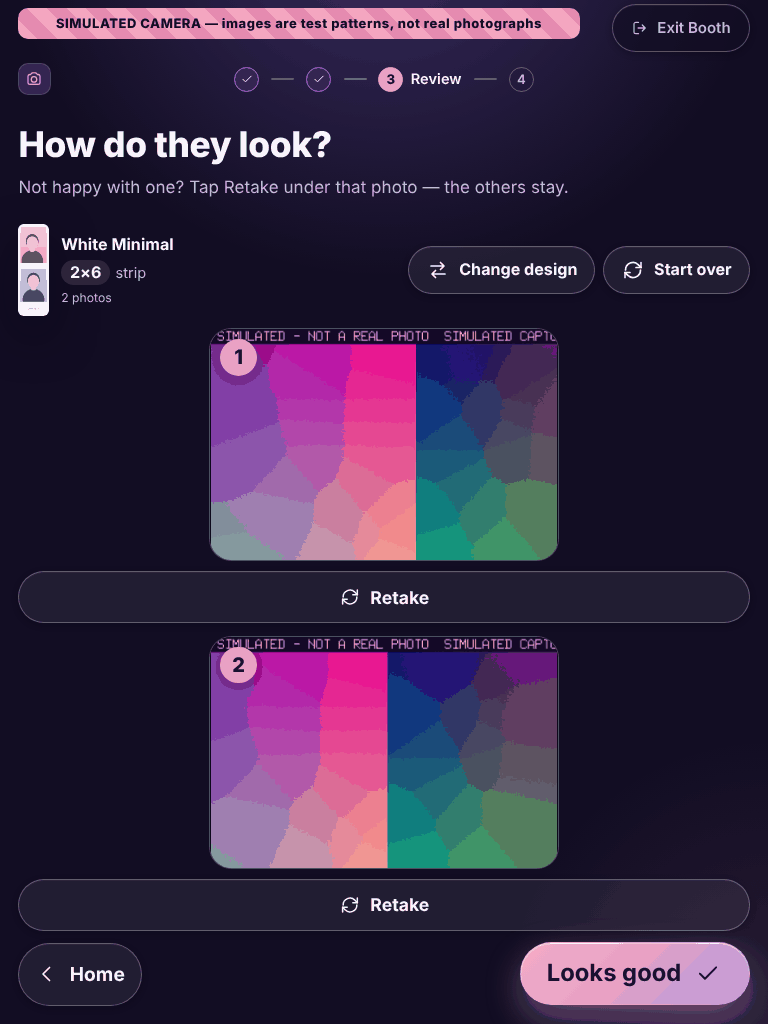 SIMULATED CAMERA — images are test patterns, not real photographs
Exit Booth
3 Review
4
How do they look?
Not happy with one? Tap Retake under that photo — the others stay.
White Minimal
2×6 strip
2 photos
Change design
Start over
SIMULATED - NOT A REAL PHOTO SIMULATED CAPTU
1
Retake
SIMULATED - NOT A REAL PHOTO SIMULATED CAPTU
2
Retake
Home
Looks good